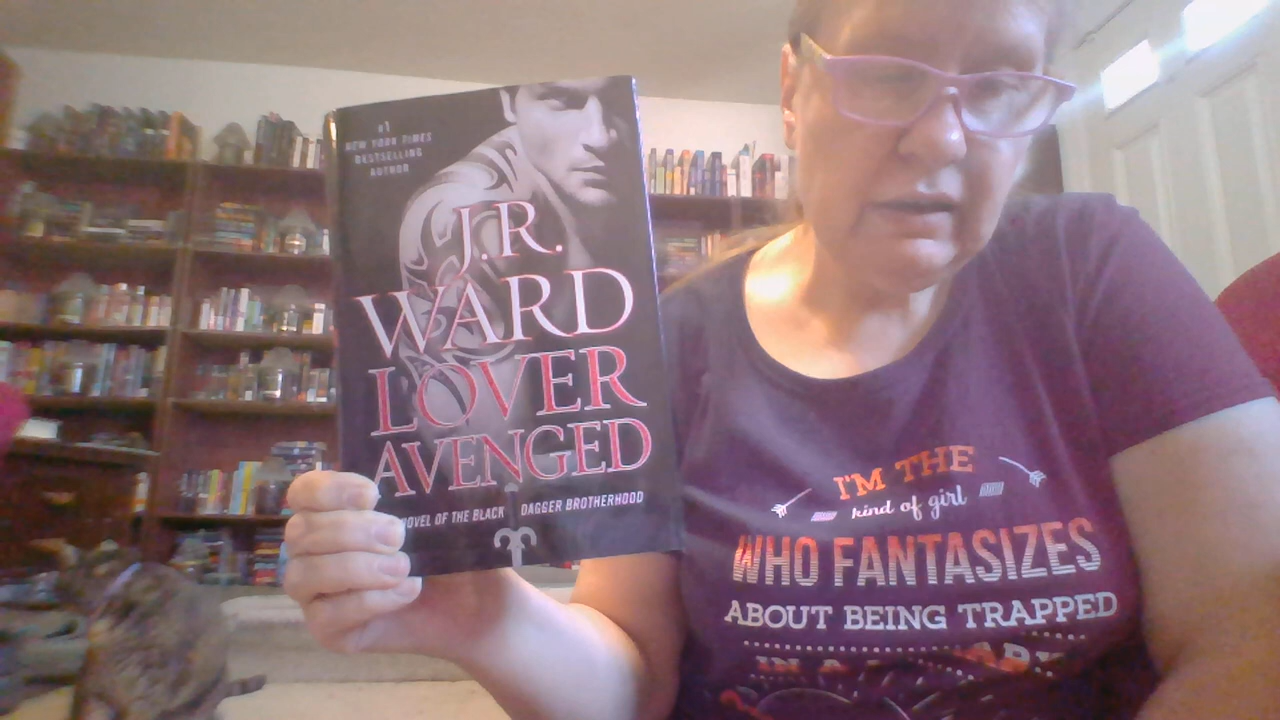 #1
NEW YORK TIMES
BESTSELLING
AUTHOR
J.R.
WARD
LOVER
AVENGED
NOVEL OF THE BLACK DAGGER BROTHERHOOD
I'M THE
kind of girl
WHO FANTASIZES
ABOUT BEING TRAPPED
IN A